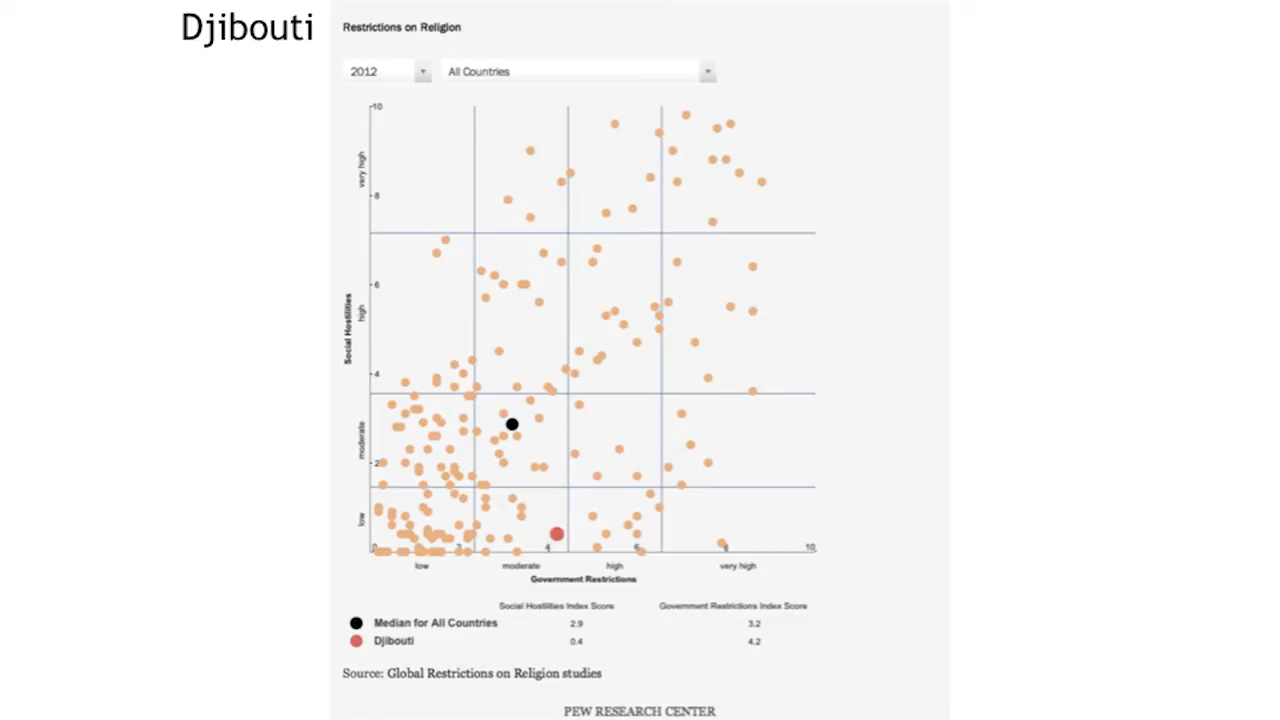 Djibouti
Restrictions on Religion
2012
All Countries
10
very high
8
6
high
Social Hostilities
4
moderate
2
low
0 2 4 6 8 10
low moderate high very high
Government Restrictions
Social Hostilities Index Score Government Restrictions Index Score
Median for All Countries 2.9 3.2
Djibouti 0.4 4.2
Source: Global Restrictions on Religion studies
PEW RESEARCH CENTER